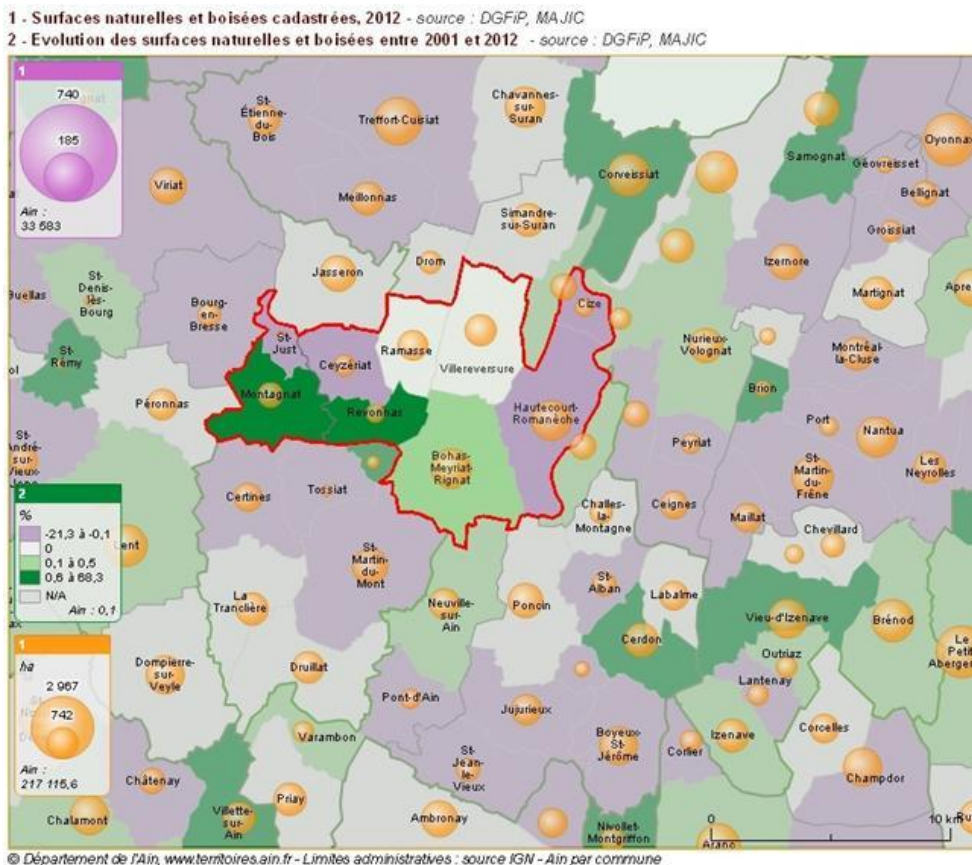 1 - Surfaces naturelles et boisées cadastrées, 2012 - source : DGFiP, MAJIC
2 - Evolution des surfaces naturelles et boisées entre 2001 et 2012 - source : DGFiP, MAJIC
1
740
185
Ain :
33 583
St-
Étienne-
du-
Bois
Treffort-Cuisiat
Chavannes-
sur-
Suran
Oyonnax
Samognat
Géovreisset
Corveissiat
Viriat
Meillonnas
Bellignat
Simandre-
sur-Suran
Groissiat
Drom
Izernore
Jasseron
St-
Denis-
lès-
Bourg
Martignat
Buellas
Bourg-
en-
Bresse
Cize
St-
Just
Ramasse
Villereversure
Nurieux-
Volognat
Montréal-
la-Cluse
St-
Rémy
Ceyzériat
Montagnat
Brion
Péronnas
Revonnas
Hautecourt-
Romanèche
Port
Nantua
St-
André-
sur-
Vieux-
Peyriat
Bohas-
Meyriat-
Rignat
St-
Martin-
du-
Frêne
Les
Neyrolles
2
%
-21,3 à -0,1
0
0,1 à 0,5
0,6 à 68,3
N/A
Ain : 0,1
Certines
Tossiat
Challes-
la-
Montagne
Ceignes
Maillat
Chevillard
Lent
St-
Martin-
du-
Mont
St-
Alban
La
Tranclière
Neuville-
sur-
Ain
Poncin
Labalme
Vieu-d'Izenave
Brénod
Cerdon
1
ha
2 967
742
Ain :
217 115,6
Outriaz
Le
Petit
Dompierre-
sur-
Veyle
Druillat
Lantenay
Pont-d'Ain
Jujurieux
Corcelles
Varambon
Boyeux-
St-
Jérôme
Izenave
Corlier
St-
Jean-
le-
Vieux
Châtenay
Champdor
Priay
Chalamont
Villette-
sur-
Ain
Ambronay
Nivollet-
Montgriffon
Arano
0
10 km
© Département de l'Ain, www.territoires.ain.fr - Limites administratives : source IGN - Ain par commune